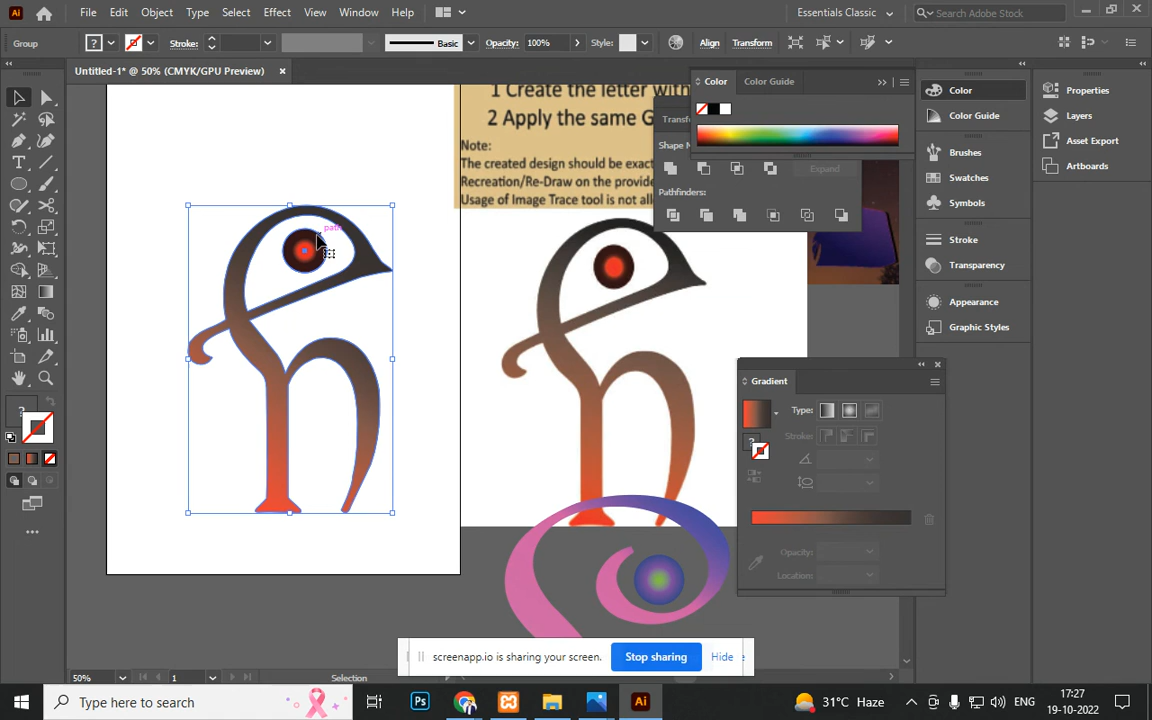 Ai File Edit Object Type Select Effect View Window Help Essentials Classic Search Adobe Stock
Group ? Stroke: Basic Opacity: 100% Style: Align Transform
Untitled-1* @ 50% (CMYK/GPU Preview)
Color Color Guide
1 Create the letter with
2 Apply the same G
Note:
The created design should be exact
Recreation/Re-Draw on the provide
Usage of Image Trace tool is not all
Transfo
Shape M
Expand
Pathfinders:
path
Color
Color Guide
Brushes
Swatches
Symbols
Stroke
Transparency
Appearance
Graphic Styles
Properties
Layers
Asset Export
Artboards
Gradient
Type:
Stroke:
?
Opacity:
Location:
?
screenapp.io is sharing your screen. Stop sharing Hide
50% 1 Selection
Type here to search Ps Ai 31°C Haze ENG 17:27
19-10-2022